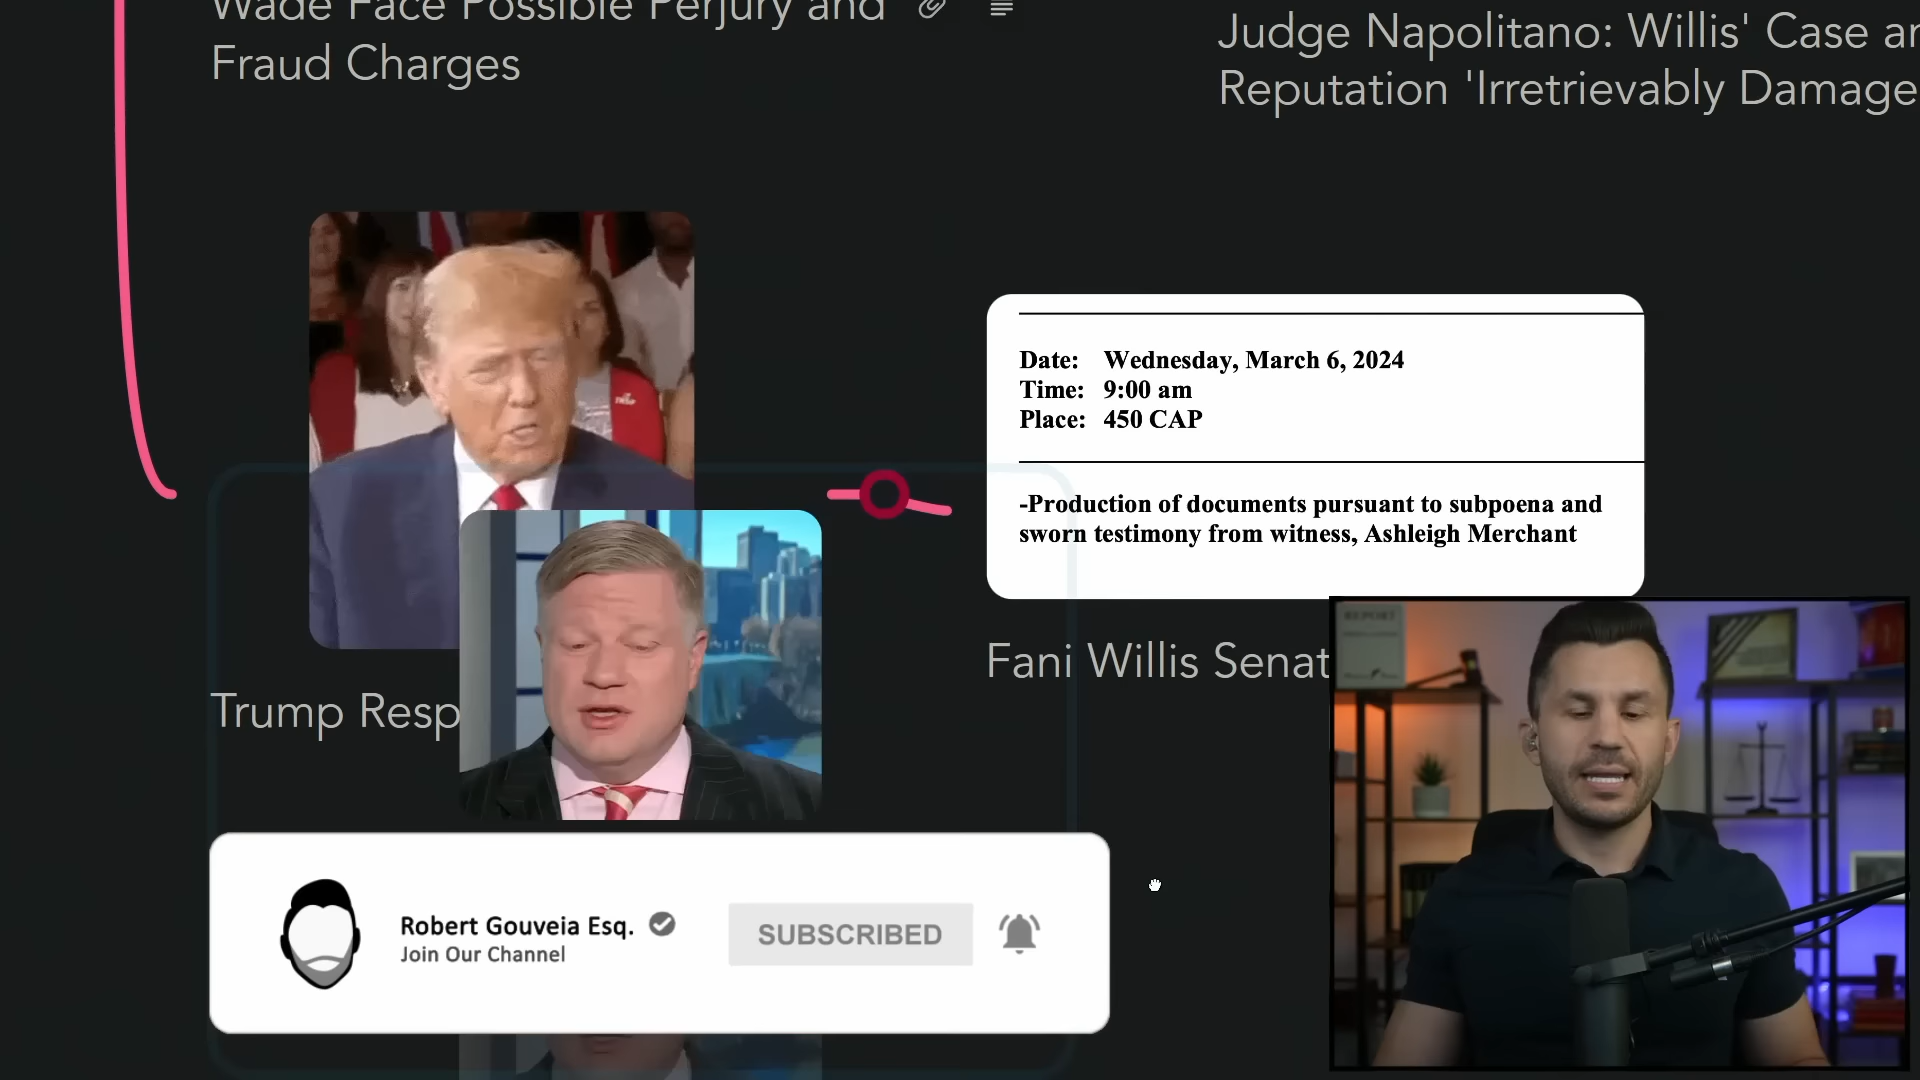 Wade Face Possible Perjury and
Fraud Charges
Judge Napolitano: Willis' Case
Reputation 'Irretrievably Damage
Date: Wednesday, March 6, 2024
Time: 9:00 am
Place: 450 CAP
-Production of documents pursuant to subpoena and
sworn testimony from witness, Ashleigh Merchant
Fani Willis Senat
Trump Resp
REPORT
Robert Gouveia Esq.
Join Our Channel
SUBSCRIBED